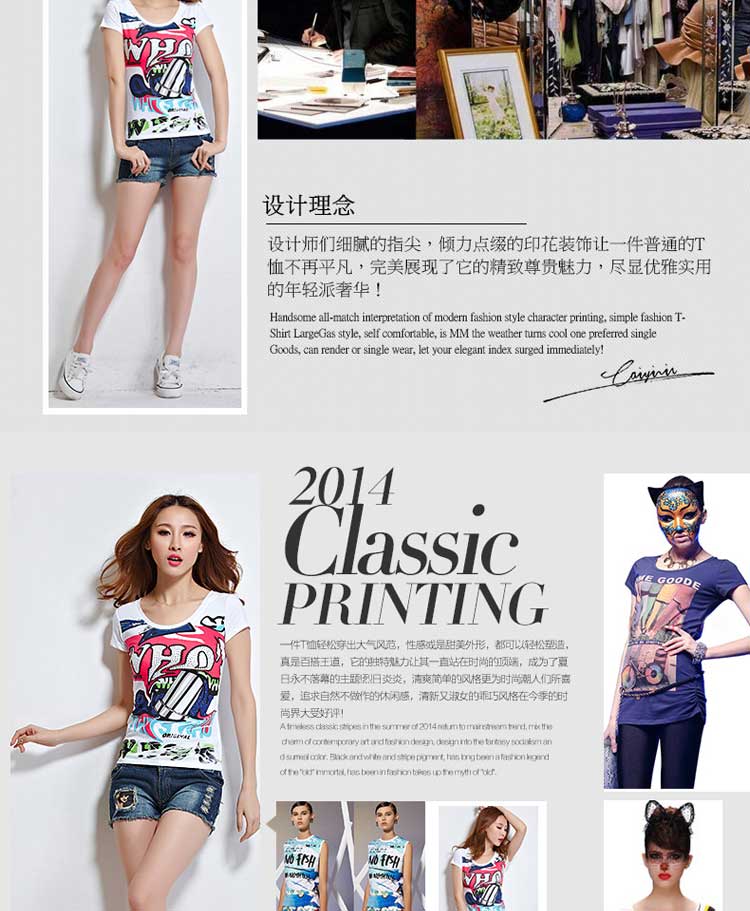 WHO
ORIGINAL
设计理念
设计师们细腻的指尖，倾力点缀的印花装饰让一件普通的T
恤不再平凡，完美展现了它的精致尊贵魅力，尽显优雅实用
的年轻派奢华！
Handsome all-match interpretation of modern fashion style character printing, simple fashion T-
Shirt LargeGas style, self comfortable, is MM the weather turns cool one preferred single
Goods, can render or single wear, let your elegant index surged immediately!
2014
Classic
PRINTING
一件T恤轻松穿出大气风范，性感或是甜美外形，都可以轻松塑造，
真是百搭王道，它的独特魅力让其一直站在时尚的顶端，成为了夏
日永不落幕的主题!烈日炎炎，清爽简单的风格更为时尚潮人们所喜
爱，追求自然不做作的休闲感，清新又淑女的乖巧风格在今季的时
尚界大受好评!
A timeless classic stripes in the summer of 2014 return to mainstream trend, mix the
charm of contemporary art and fashion design, design into the fantasy socialism an
d surreal color. Black and white and stripe pigment, has long been a fashion legend
of the "old" immortal, has been in fashion takes up the myth of "old".
WHO
ORIGINAL
ME GOODE
NO FISH
NO FISH
WHO